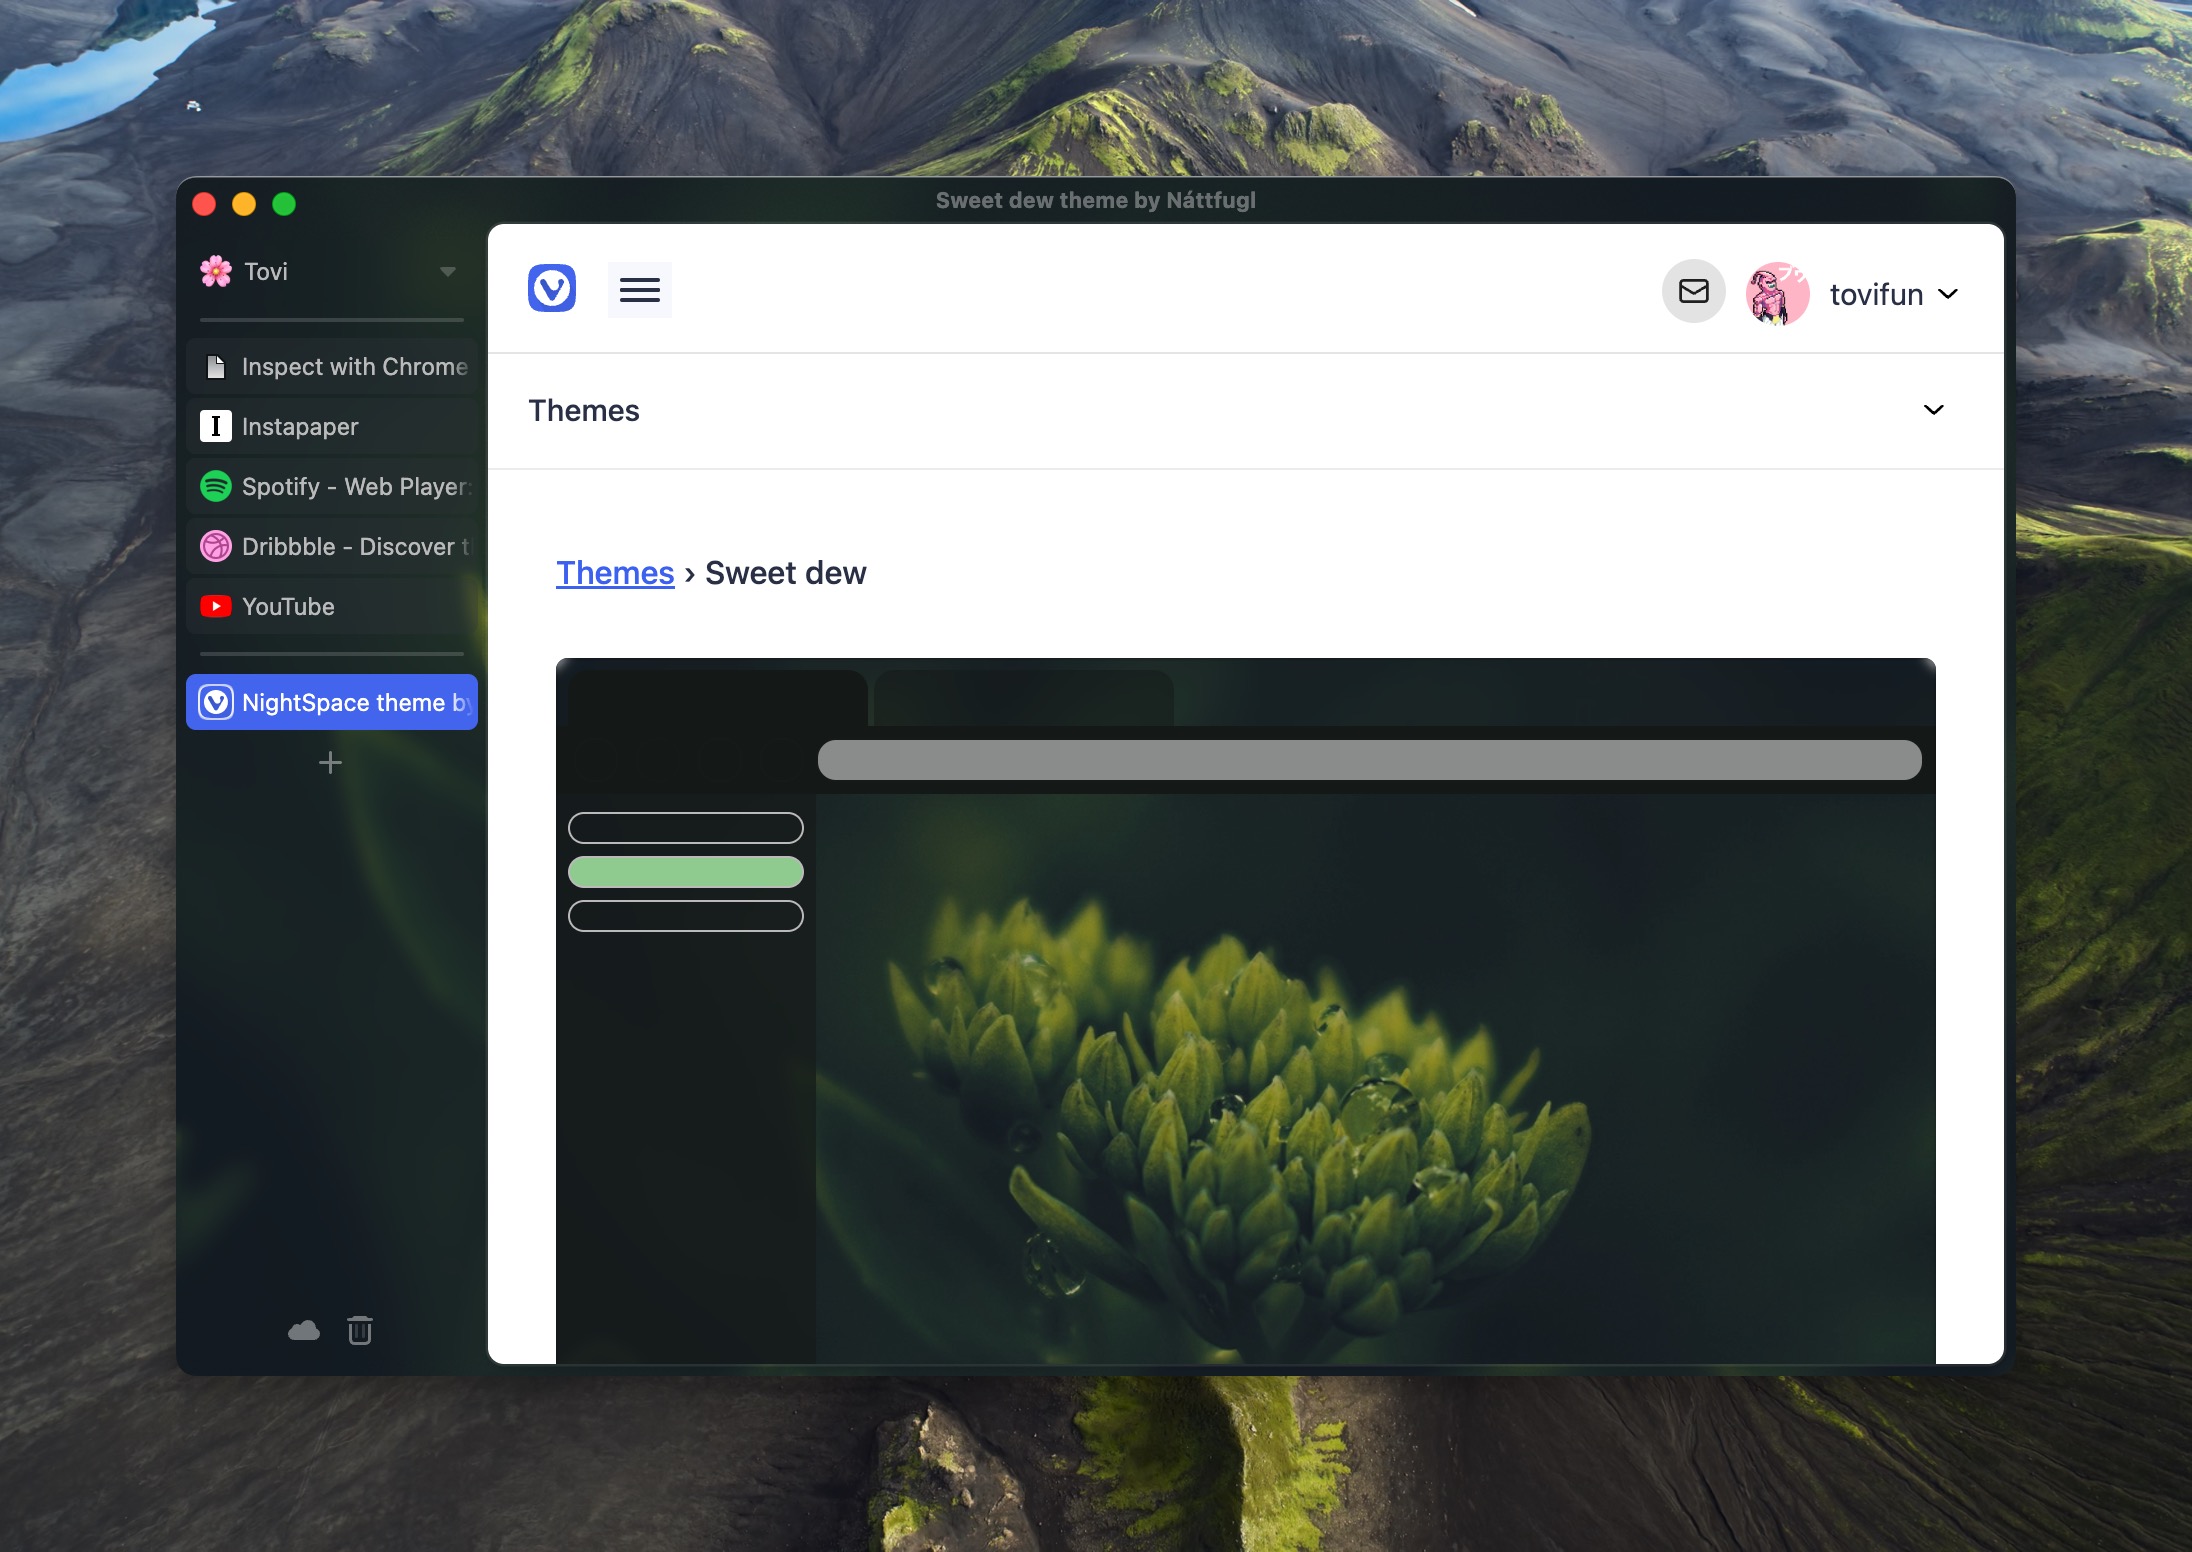 Sweet dew theme by Náttfugl
Tovi
Inspect with Chrome
Instapaper
Spotify - Web Player:
Dribbble - Discover t
YouTube
NightSpace theme by
tovifun
Themes
Themes › Sweet dew